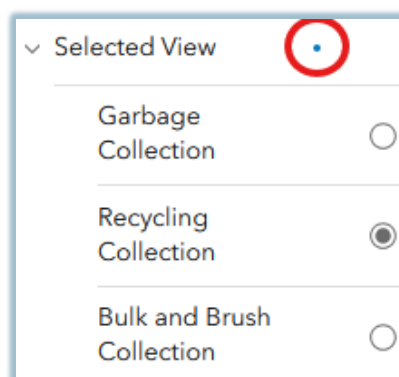 Selected View
Garbage
Collection
Recycling
Collection
Bulk and Brush
Collection